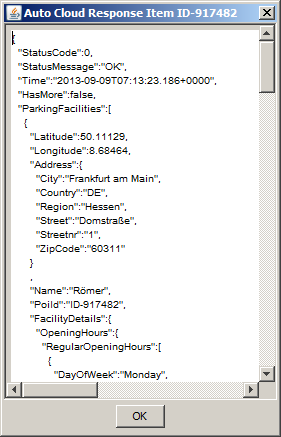 Auto Cloud Response Item ID-917482
{
"StatusCode":0,
"StatusMessage":"OK",
"Time":"2013-09-09T07:13:23.186+0000",
"HasMore":false,
"ParkingFacilities":[
{
"Latitude":50.11129,
"Longitude":8.68464,
"Address":{
"City":"Frankfurt am Main",
"Country":"DE",
"Region":"Hessen",
"Street":"Domstraße",
"Streetnr":"1",
"ZipCode":"60311"
}
,
"Name":"Römer",
"PoiId":"ID-917482",
"FacilityDetails":{
"OpeningHours":{
"RegularOpeningHours":[
{
"DayOfWeek":"Monday",
OK